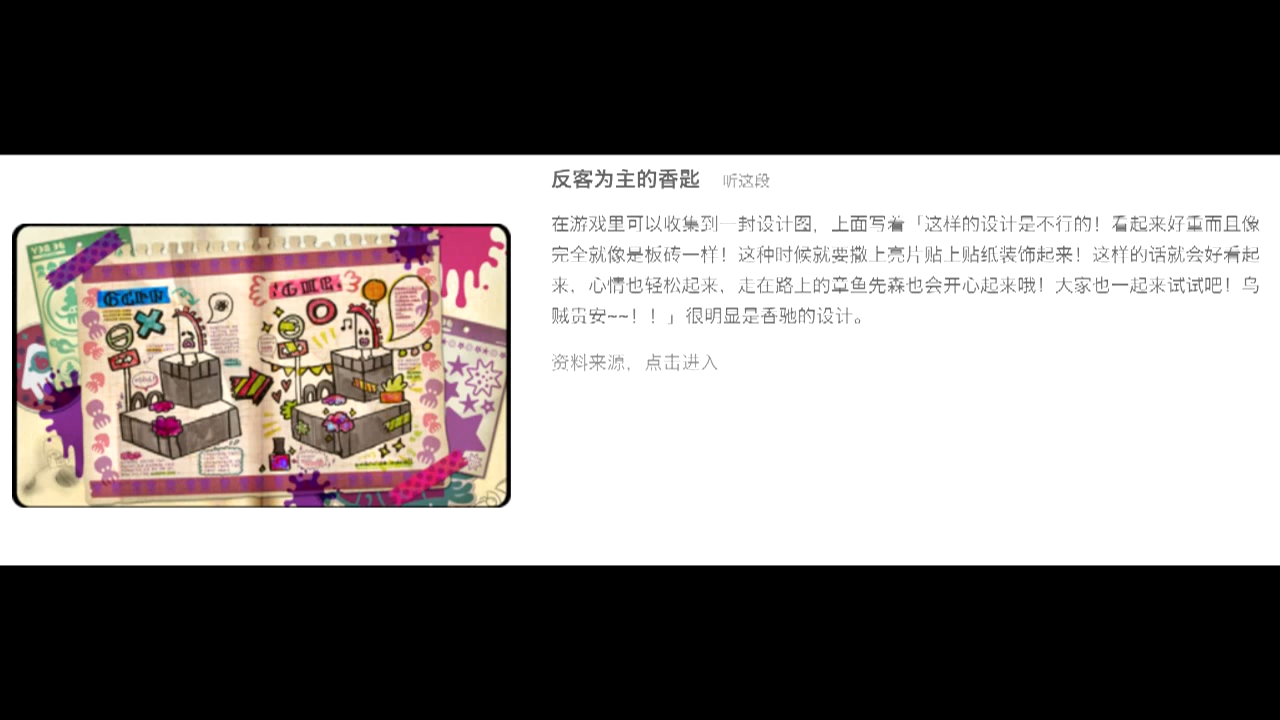 反客为主的香匙 听这段
在游戏里可以收集到一封设计图，上面写着「这样的设计是不行的！看起来好重而且像
完全就像是板砖一样！这种时候就要撒上亮片贴上贴纸装饰起来！这样的话就会好看起
来，心情也轻松起来，走在路上的章鱼先森也会开心起来哦！大家也一起来试试吧！乌
贼贵安~~！！」很明显是香驰的设计。
资料来源，点击进入